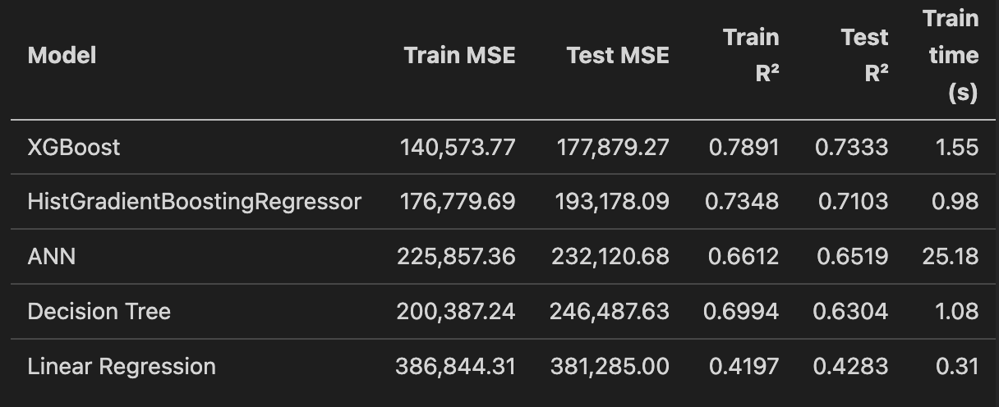 Model Train MSE Test MSE Train R² Test R² Train time (s)
XGBoost 140,573.77 177,879.27 0.7891 0.7333 1.55
HistGradientBoostingRegressor 176,779.69 193,178.09 0.7348 0.7103 0.98
ANN 225,857.36 232,120.68 0.6612 0.6519 25.18
Decision Tree 200,387.24 246,487.63 0.6994 0.6304 1.08
Linear Regression 386,844.31 381,285.00 0.4197 0.4283 0.31